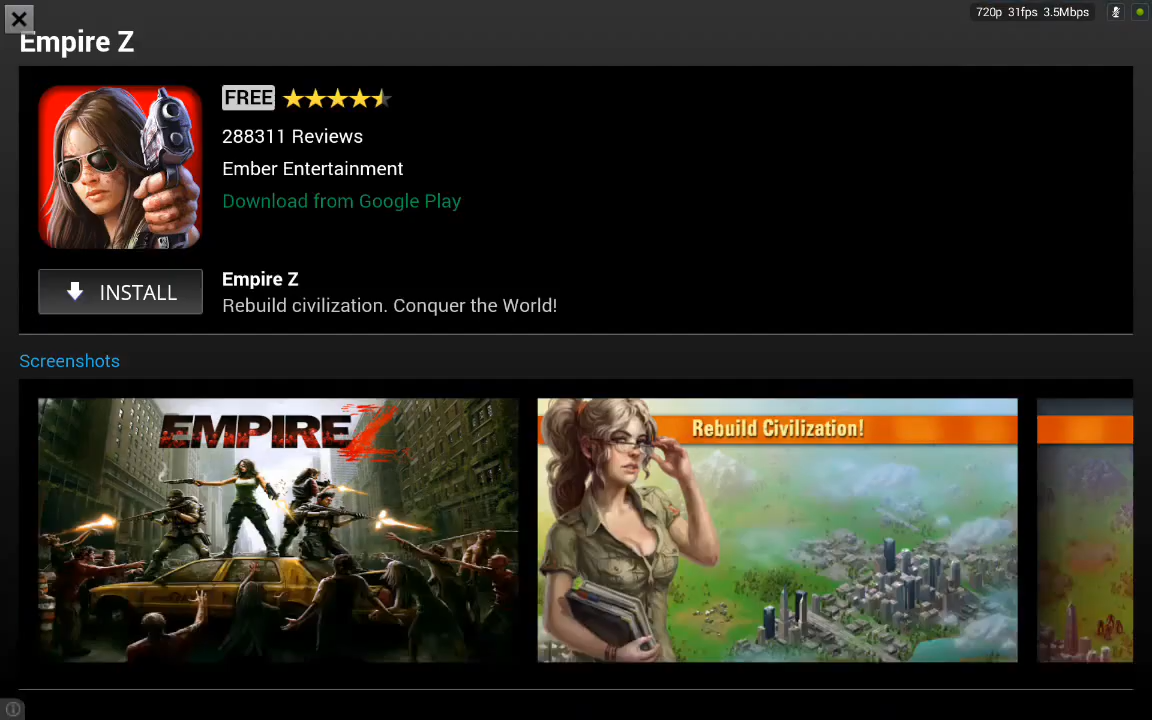 720p 31fps 3.5Mbps
Empire Z
FREE
288311 Reviews
Ember Entertainment
Download from Google Play
INSTALL
Empire Z
Rebuild civilization. Conquer the World!
Screenshots
EMPIRE Z
Rebuild Civilization!